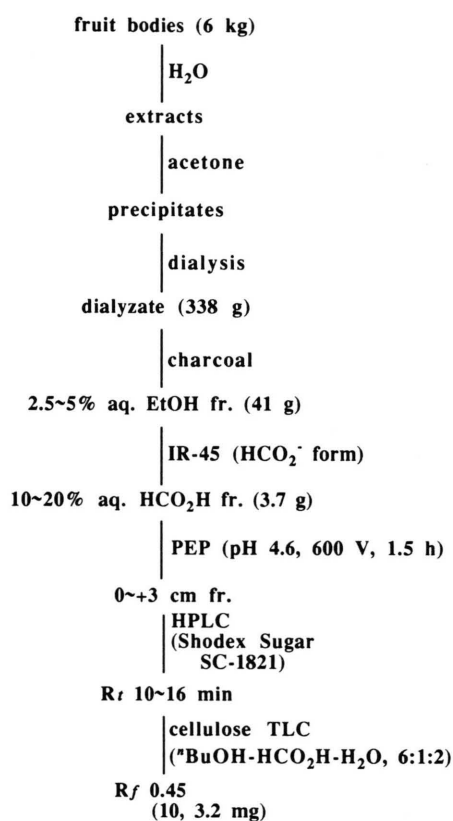 fruit bodies (6 kg)
H₂O
extracts
acetone
precipitates
dialysis
dialyzate (338 g)
charcoal
2.5~5% aq. EtOH fr. (41 g)
IR-45 (HCO₂⁻ form)
10~20% aq. HCO₂H fr. (3.7 g)
PEP (pH 4.6, 600 V, 1.5 h)
0~+3 cm fr.
HPLC
(Shodex Sugar
SC-1821)
Rt 10~16 min
cellulose TLC
(ⁿBuOH-HCO₂H-H₂O, 6:1:2)
Rf 0.45
(10, 3.2 mg)